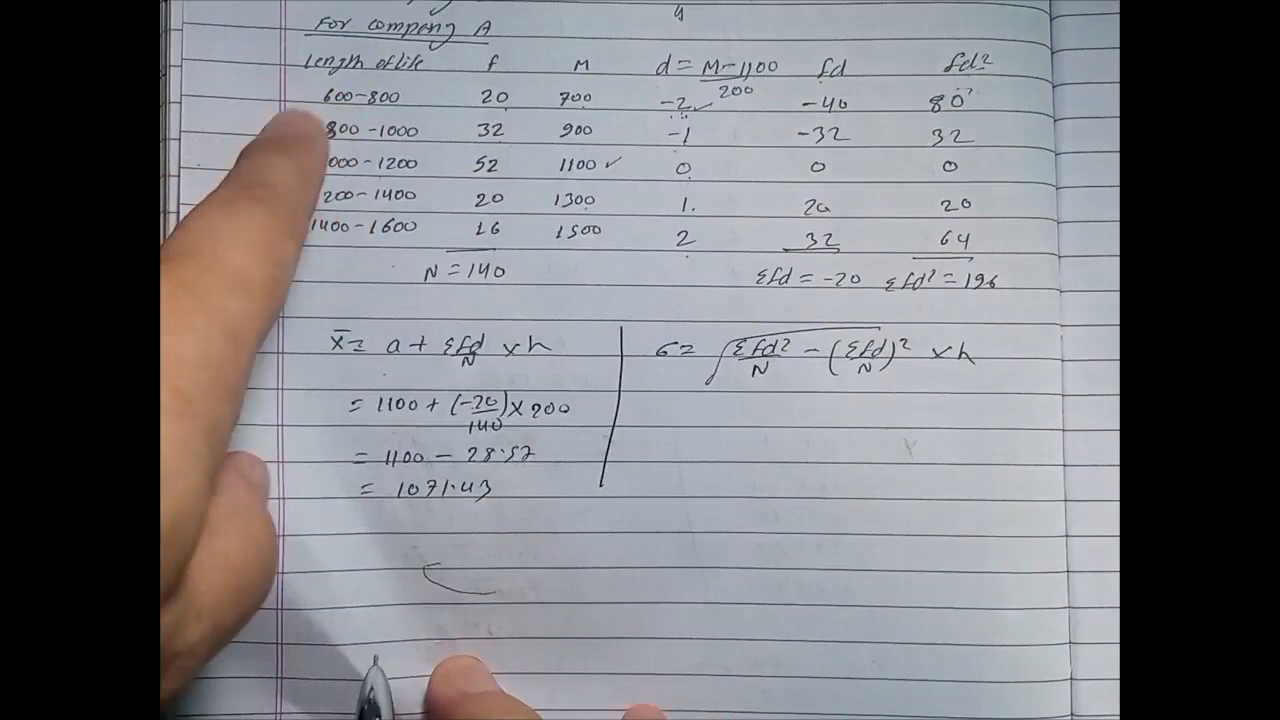 For company A
Length of life f M d = M-1100/200 fd fd²
600-800 20 700 -2 ✓ -40 80
800-1000 32 900 -1 -32 32
000-1200 52 1100 ✓ 0 0 0
200-1400 20 1300 1. 20 20
1400-1600 16 1500 2 32 64
N = 140 Σfd = -20 Σfd² = 196
x̄ = a + Σfd/N × h
= 1100 + (-20/140) × 200
= 1100 - 28.57
= 1071.43
σ = √Σfd²/N - (Σfd/N)² × h